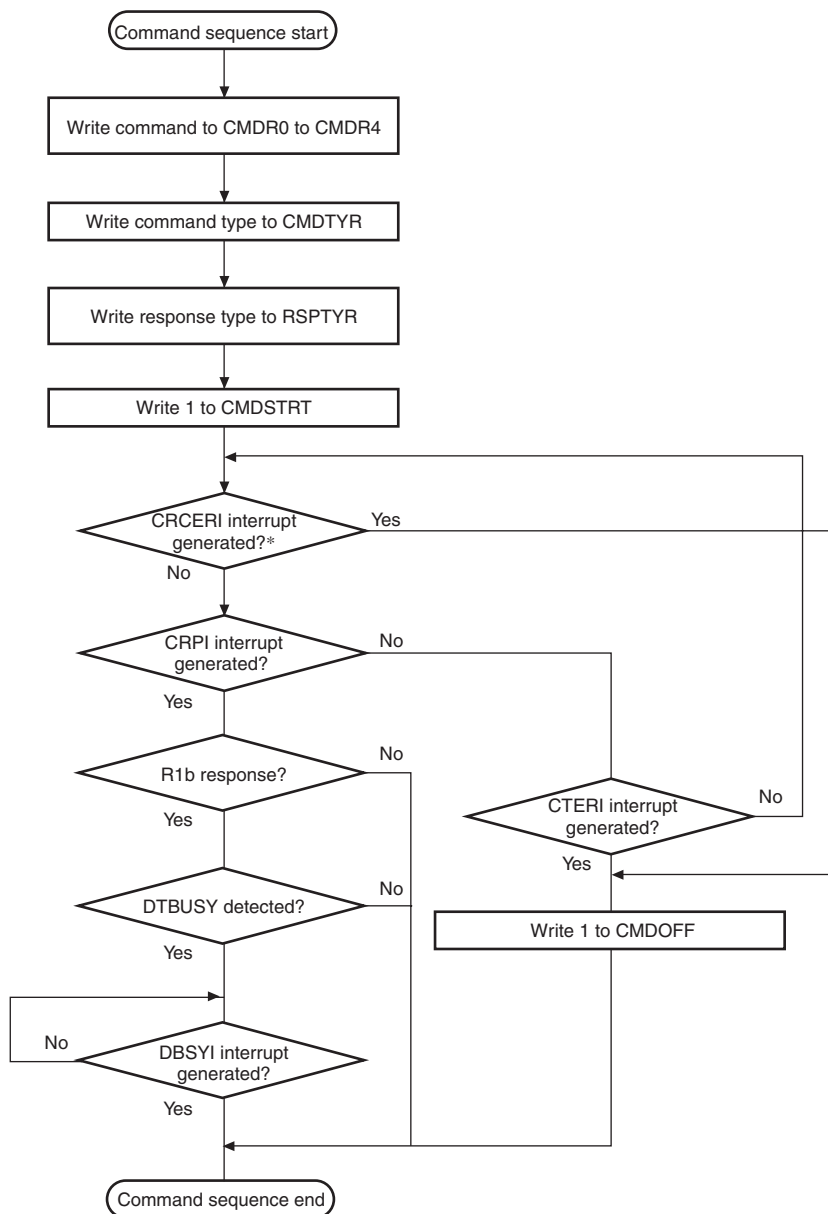 Command sequence start
Write command to CMDR0 to CMDR4
Write command type to CMDTYR
Write response type to RSPTYR
Write 1 to CMDSTRT
CRCERI interrupt
generated?*
Yes
No
CRPI interrupt
generated?
No
Yes
R1b response?
No
Yes
CTERI interrupt
generated?
No
Yes
DTBUSY detected?
No
Yes
Write 1 to CMDOFF
DBSYI interrupt
generated?
No
Yes
Command sequence end